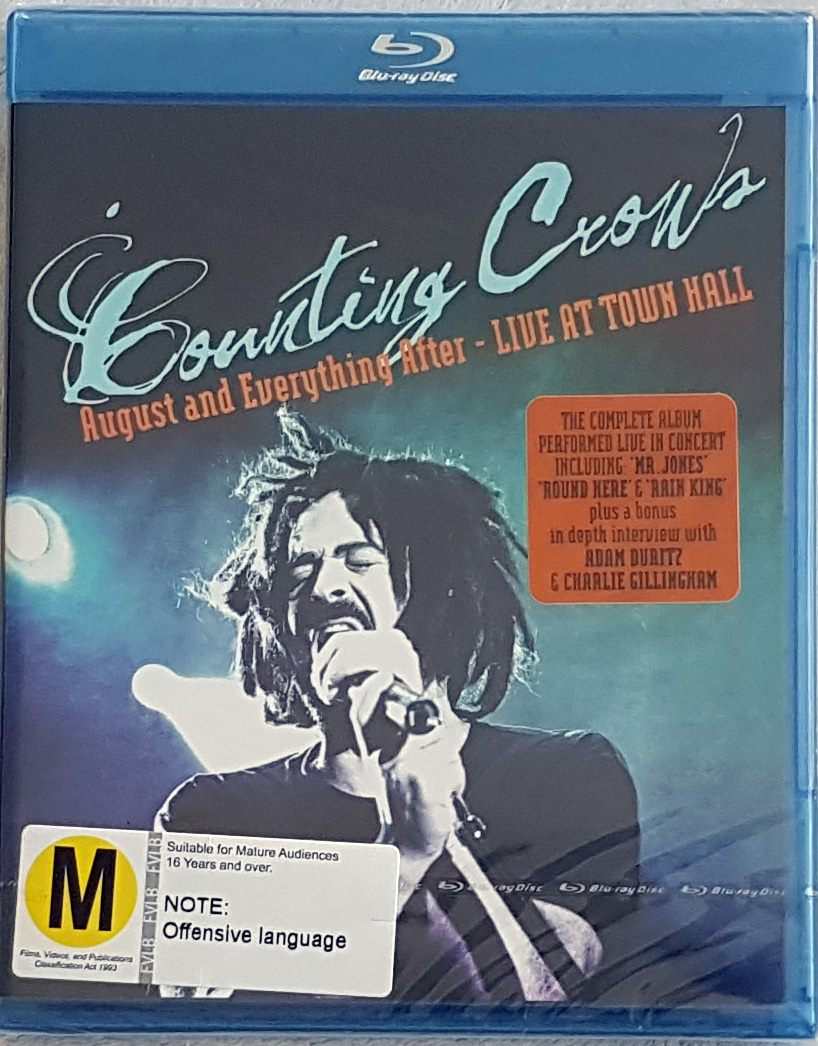 Blu-ray Disc
Counting Crows
August and Everything After - LIVE AT TOWN HALL
THE COMPLETE ALBUM
PERFORMED LIVE IN CONCERT
INCLUDING 'MR. JONES'
'ROUND HERE' & 'RAIN KING'
plus a bonus
in depth interview with
ADAM DURITZ
& CHARLIE GILLINGHAM
M
Films, Videos, and Publications
Classification Act 1993
FVLB FVLB FVLB
Suitable for Mature Audiences
16 Years and over.
NOTE:
Offensive language
Blu-ray Disc Blu-ray Disc Blu-ray Disc